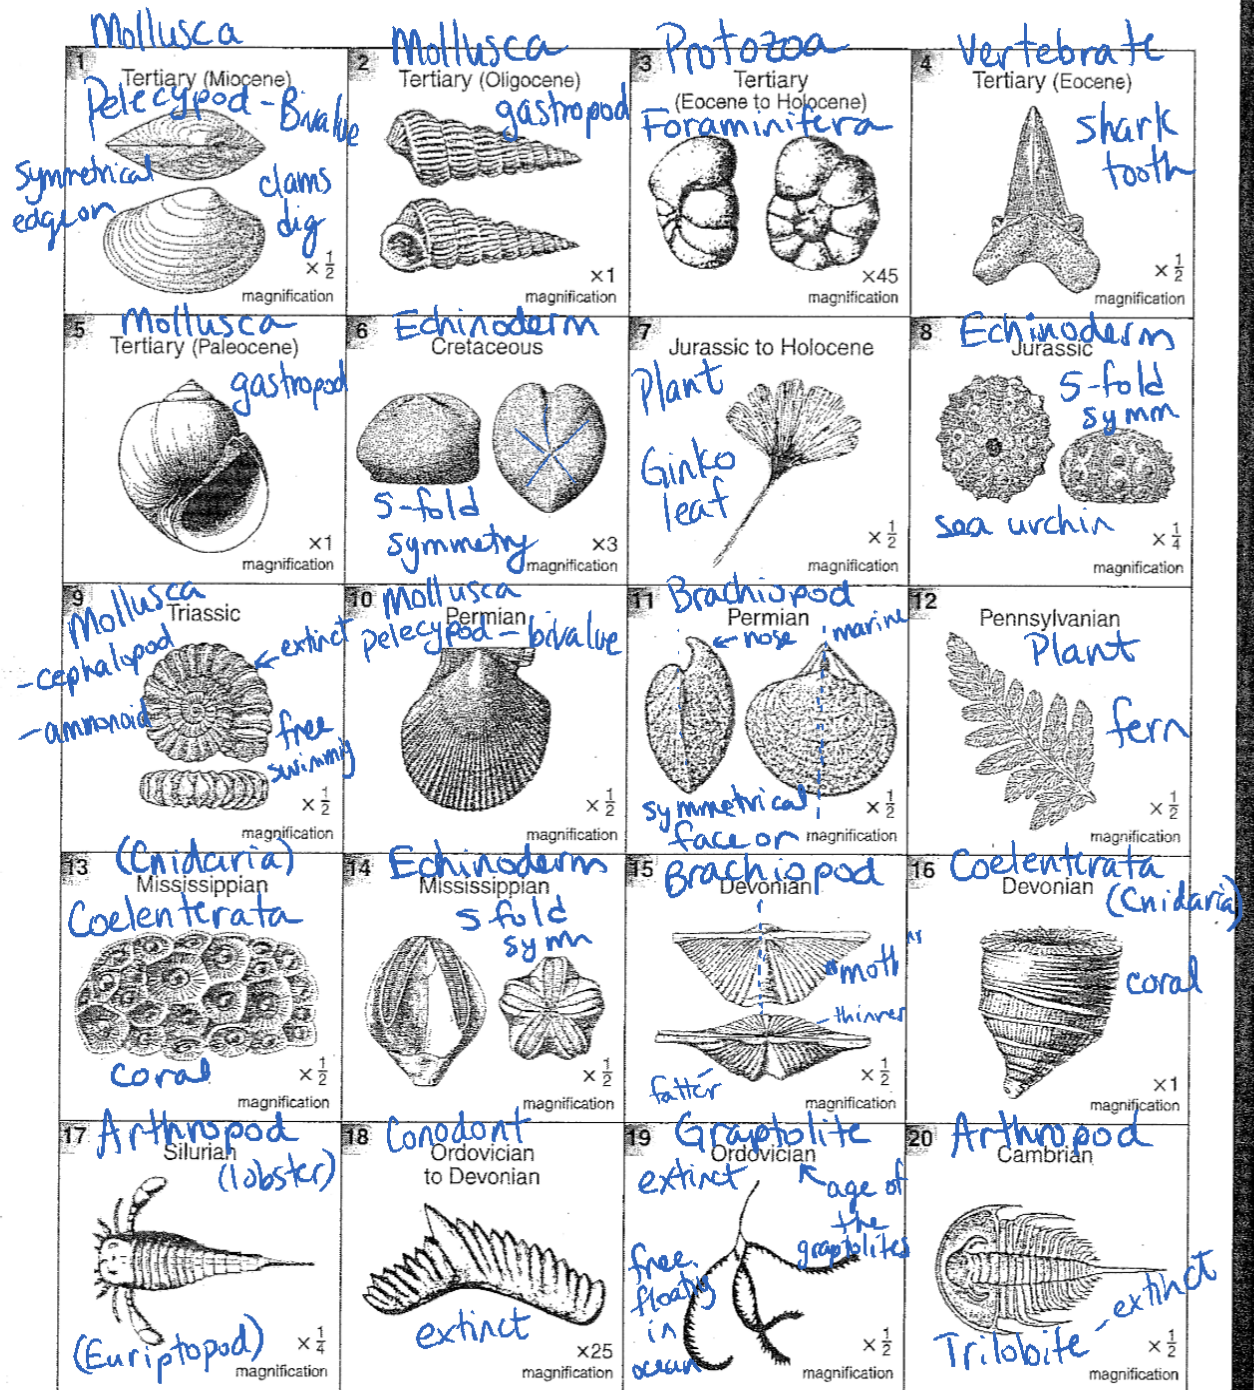 Mollusca
1
Tertiary (Miocene)
Pelecypod - Bivalve
symmetrical
edge on
clams
dig
× 1/2
magnification
Mollusca
2
Tertiary (Oligocene)
gastropod
×1
magnification
Protozoa
3
Tertiary
(Eocene to Holocene)
Foraminifera
×45
magnification
Vertebrate
4
Tertiary (Eocene)
shark
tooth
× 1/2
magnification
5
Mollusca
Tertiary (Paleocene)
gastropod
×1
magnification
6
Echinoderm
Cretaceous
5-fold
symmetry
×3
magnification
7
Jurassic to Holocene
Plant
Ginko
leaf
× 1/2
magnification
8
Echinoderm
Jurassic
5-fold
symm
sea urchin
× 1/4
magnification
9
Mollusca
Triassic
- cephalopod
- ammonoid
← extinct
free
swimming
× 1/2
magnification
10
Mollusca
Permian
pelecypod - bivalve
× 1/2
magnification
11
Brachiopod
Permian
← nose
marine
symmetrical
face on
× 1/2
magnification
12
Pennsylvanian
Plant
fern
× 1/2
magnification
13
(Cnidaria)
Mississippian
Coelenterata
coral
× 1/2
magnification
14
Echinoderm
Mississippian
5 fold
symm
× 1/2
magnification
15
Brachiopod
Devonian
- thinner
fatter
× 1/2
magnification
16
Coelenterata
Devonian
(Cnidaria)
coral
×1
magnification
17
Arthropod
Silurian
(lobster)
(Euriptopod)
× 1/4
magnification
18
Conodont
Ordovician
to Devonian
extinct
×25
magnification
19
Graptolite
Ordovician
extinct
age of
the
graptolites
free
floating
in
ocean
× 1/2
magnification
20
Arthropod
Cambrian
Trilobite - extinct
× 1/2
magnification